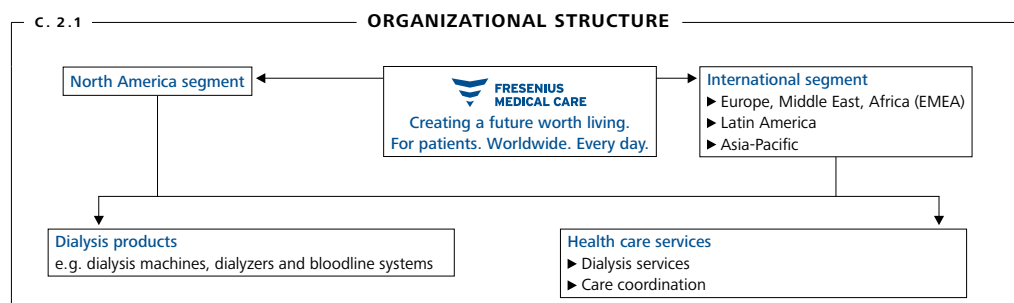 C. 2.1
ORGANIZATIONAL STRUCTURE
North America segment
FRESENIUS
MEDICAL CARE
Creating a future worth living.
For patients. Worldwide. Every day.
International segment
▶ Europe, Middle East, Africa (EMEA)
▶ Latin America
▶ Asia-Pacific
Dialysis products
e.g. dialysis machines, dialyzers and bloodline systems
Health care services
▶ Dialysis services
▶ Care coordination